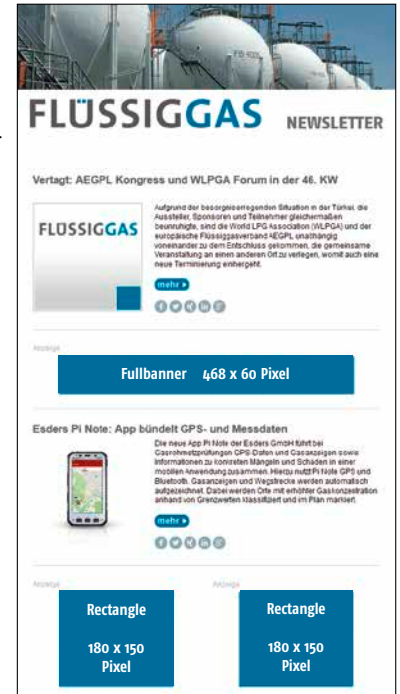 FLÜSSIGGAS NEWSLETTER
Vertagt: AEGPL Kongress und WLPGA Forum in der 46. KW
FLÜSSIGGAS
Aufgrund der besorgniserregenden Situation in der Türkei, die
Aussteller, Sponsoren und Teilnehmer gleichermaßen
beunruhigte, sind die World LPG Association (WLPGA) und der
europäische Flüssiggasverband AEGPL unabhängig
voneinander zu dem Entschluss gekommen, die gemeinsame
Veranstaltung an einen anderen Ort zu verlegen, womit auch eine
neue Terminierung einhergeht.
mehr
Anzeige
Fullbanner 468 x 60 Pixel
Esders Pi Note: App bündelt GPS- und Messdaten
Die neue App Pi Note der Esders GmbH führt bei
Gasrohrnetzprüfungen GPS-Daten und Gasanzeigen sowie
Informationen zu konkreten Mängeln und Schäden in einer
mobilen Anwendung zusammen. Hierzu nutzt Pi Note GPS und
Bluetooth. Gasanzeigen und Wegstrecke werden automatisch
aufgezeichnet. Dabei werden Orte mit erhöhter Gaskonzentration
anhand von Grenzwerten klassifiziert und im Plan markiert.
mehr
Anzeige Anzeige
Rectangle
180 x 150
Pixel
Rectangle
180 x 150
Pixel